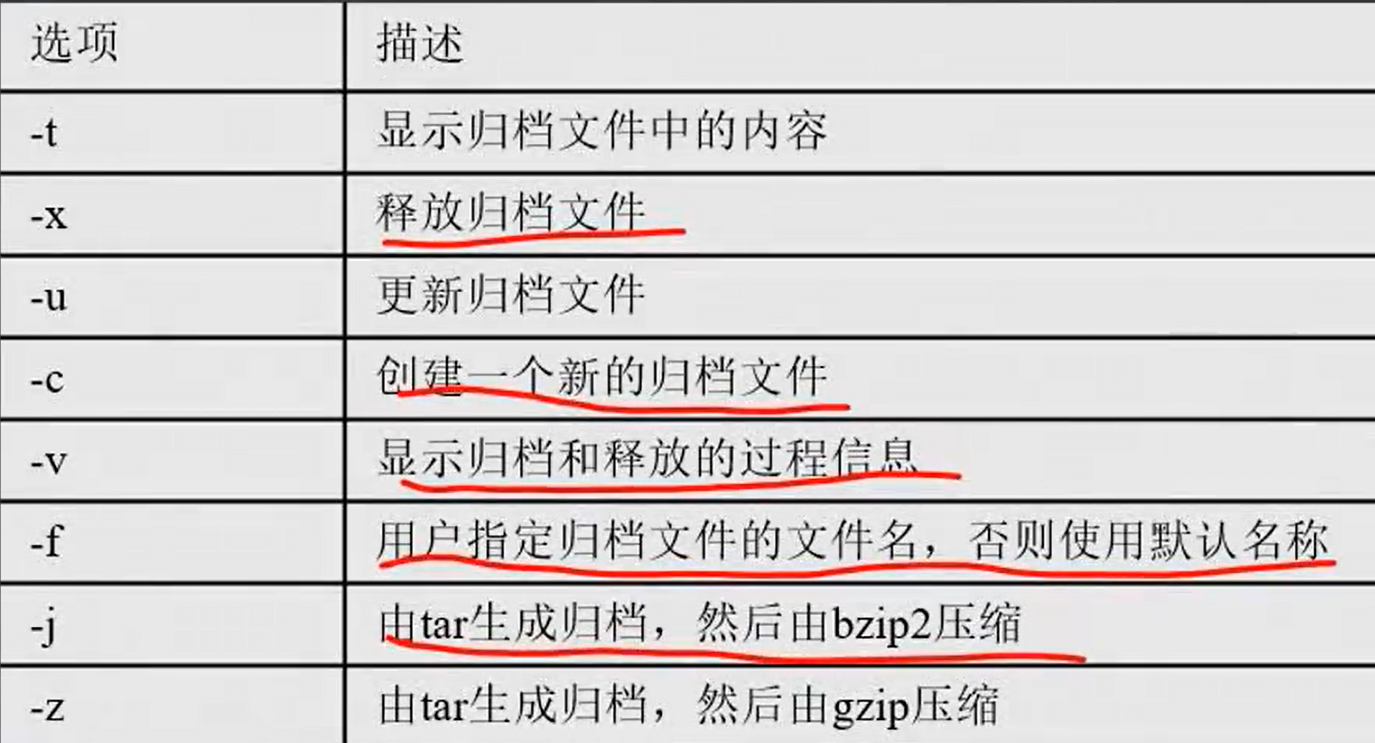 选项 描述
-t 显示归档文件中的内容
-x 释放归档文件
-u 更新归档文件
-c 创建一个新的归档文件
-v 显示归档和释放的过程信息
-f 用户指定归档文件的文件名，否则使用默认名称
-j 由tar生成归档，然后由bzip2压缩
-z 由tar生成归档，然后由gzip压缩